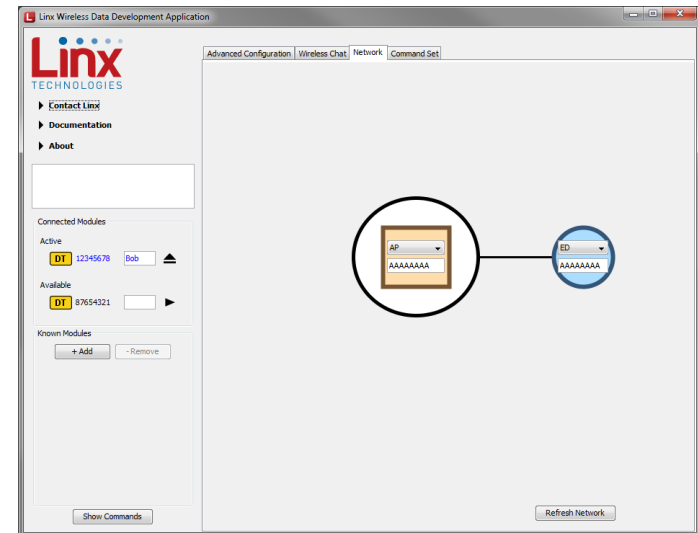 Linx Wireless Data Development Application
Linx
TECHNOLOGIES
Contact Linx
Documentation
About
Connected Modules
Active
DT 12345678 Bob
Available
DT 87654321
Known Modules
+ Add - Remove
Show Commands
Advanced Configuration Wireless Chat Network Command Set
AP
AAAAAAAA
ED
AAAAAAAA
Refresh Network